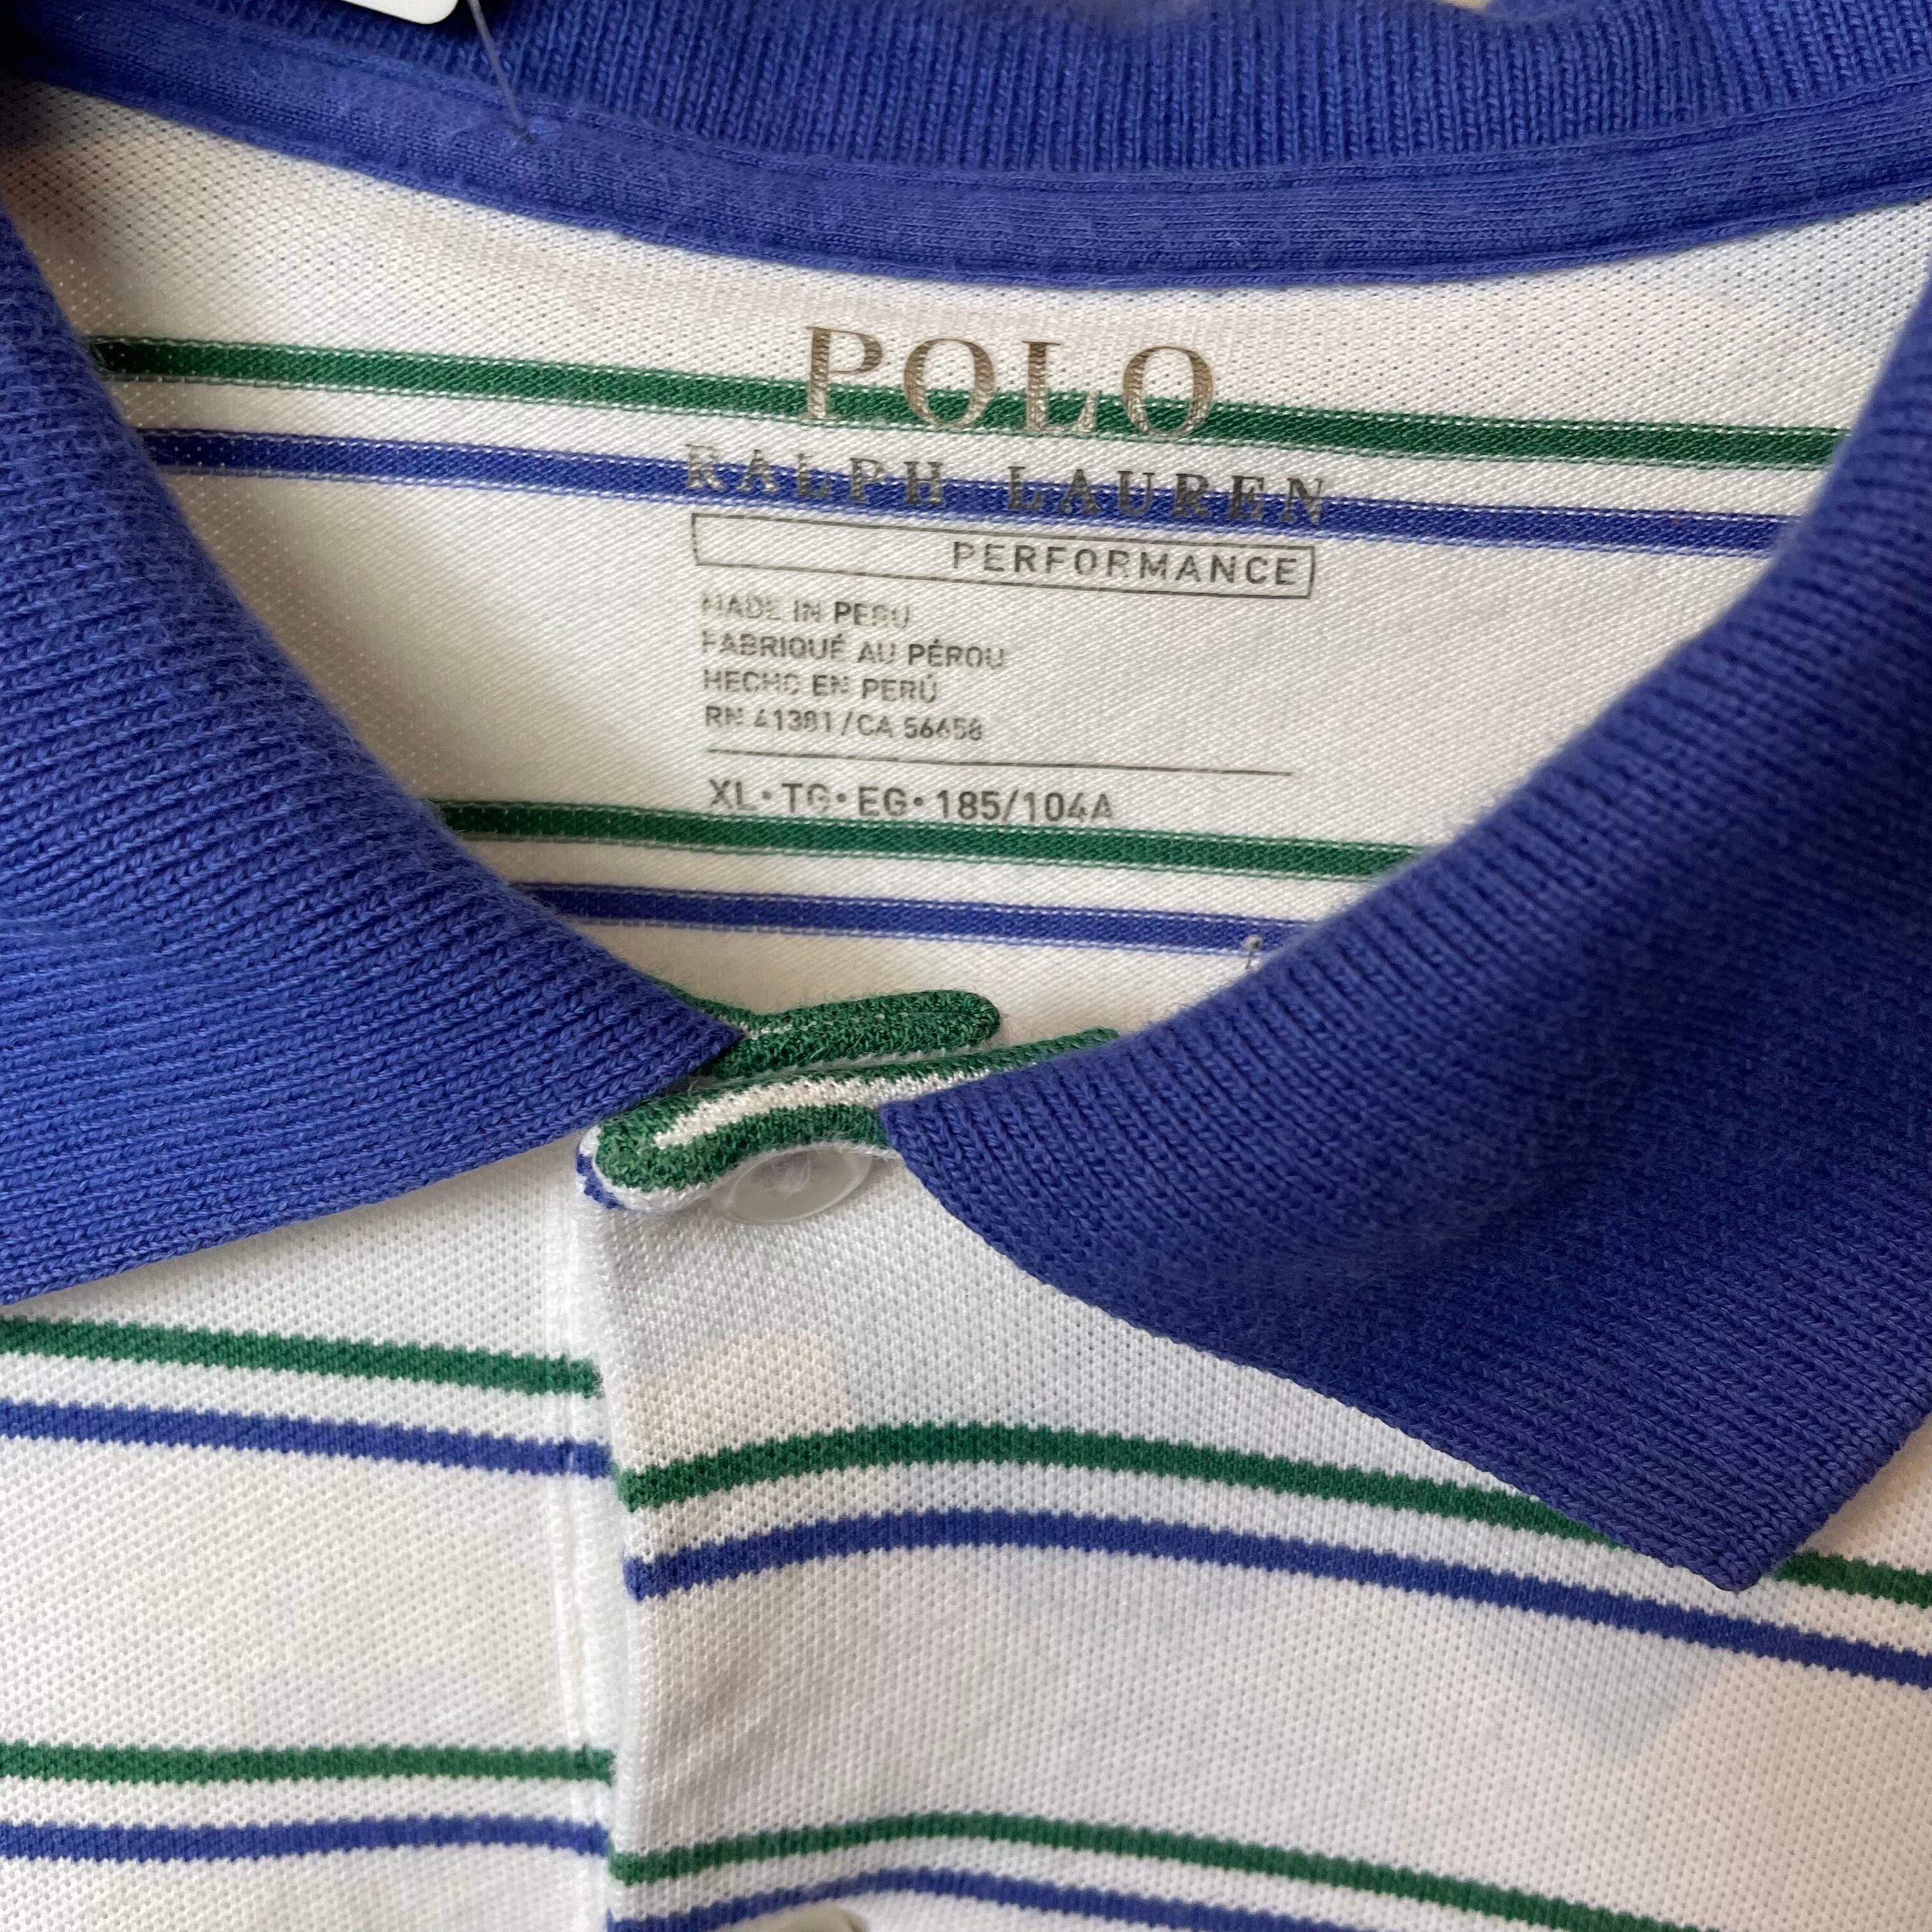 POLO
RALPH LAUREN
PERFORMANCE
MADE IN PERU
FABRIQUÉ AU PÉROU
HECHO EN PERÚ
RN 41381/CA 56658
XL•TG•EG•185/104A